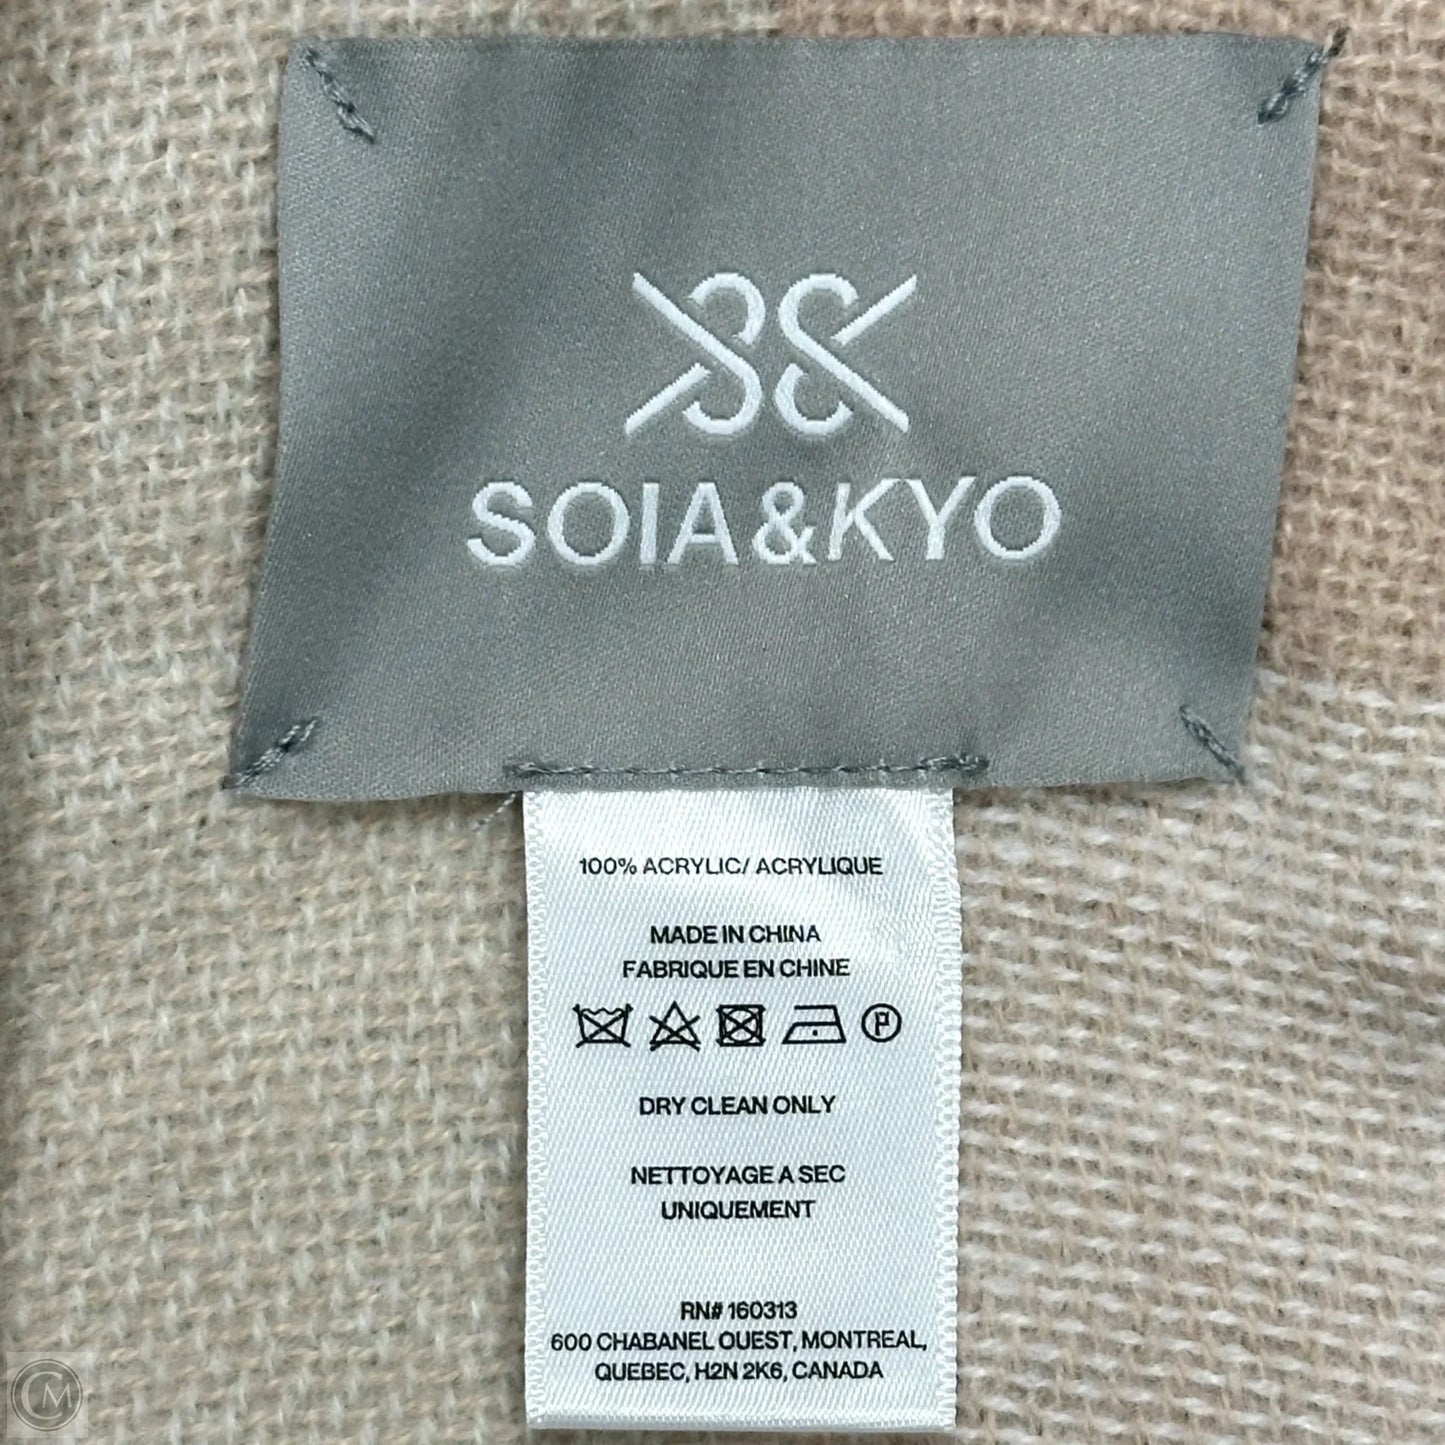 SOIA&KYO
100% ACRYLIC/ ACRYLIQUE
MADE IN CHINA
FABRIQUE EN CHINE
P
DRY CLEAN ONLY
NETTOYAGE A SEC
UNIQUEMENT
RN# 160313
600 CHABANEL OUEST, MONTREAL,
QUEBEC, H2N 2K6, CANADA
CM